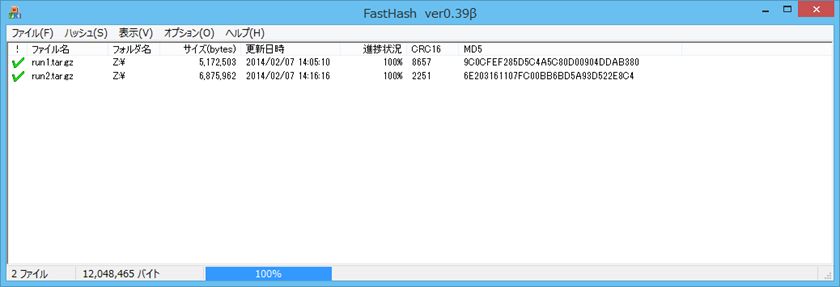 FastHash ver0.39β
ファイル(F) ハッシュ(S) 表示(V) オプション(O) ヘルプ(H)
! ファイル名 フォルダ名 サイズ(bytes) 更新日時 進捗状況 CRC16 MD5
run1.tar.gz Z:¥ 5,172,503 2014/02/07 14:05:10 100% 8657 9C0CFEF285D5C4A5C80D00904DDAB380
run2.tar.gz Z:¥ 6,875,962 2014/02/07 14:16:16 100% 2251 6E203161107FC00BB6BD5A93D522E8C4
2 ファイル 12,048,465 バイト 100%